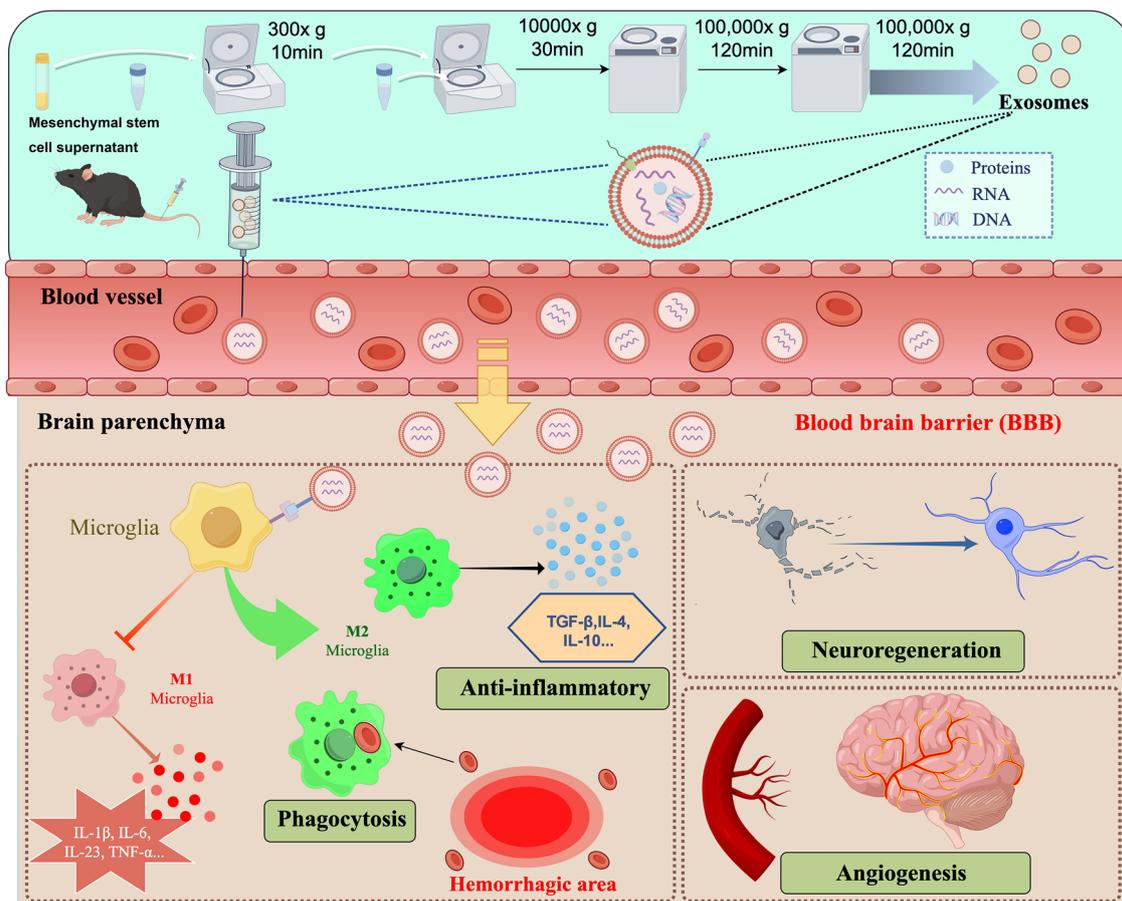 300x g
10min
10000x g
30min
100,000x g
120min
100,000x g
120min
Exosomes
Mesenchymal stem
cell supernatant
Proteins
RNA
DNA
Blood vessel
Brain parenchyma
Blood brain barrier (BBB)
Microglia
M2
Microglia
TGF-β,IL-4,
IL-10...
Anti-inflammatory
M1
Microglia
IL-1β, IL-6,
IL-23, TNF-α...
Phagocytosis
Hemorrhagic area
Neuroregeneration
Angiogenesis